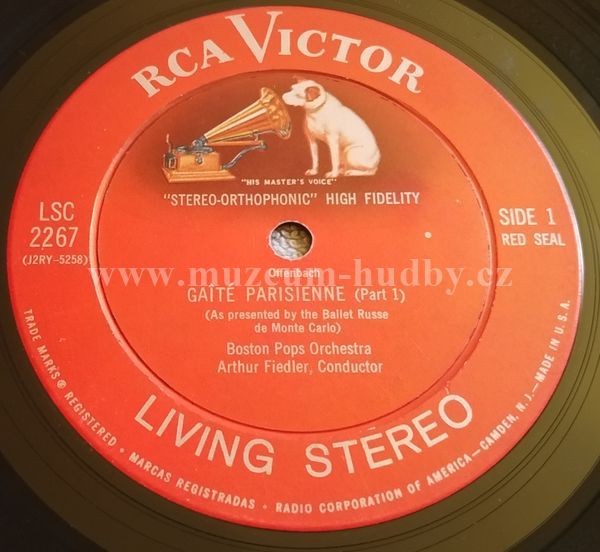 RCA VICTOR
"HIS MASTER'S VOICE"
"STEREO-ORTHOPHONIC" HIGH FIDELITY
LSC
2267
(J2RY-5258)
SIDE 1
RED SEAL
www.muzeum-hudby.cz
Offenbach
GAÎTÉ PARISIENNE (Part 1)
(As presented by the Ballet Russe
de Monte Carlo)
Boston Pops Orchestra
Arthur Fiedler, Conductor
LIVING STEREO
TRADE MARKS ® REGISTERED • MARCAS REGISTRADAS • RADIO CORPORATION OF AMERICA—CAMDEN, N. J.—MADE IN U.S.A.